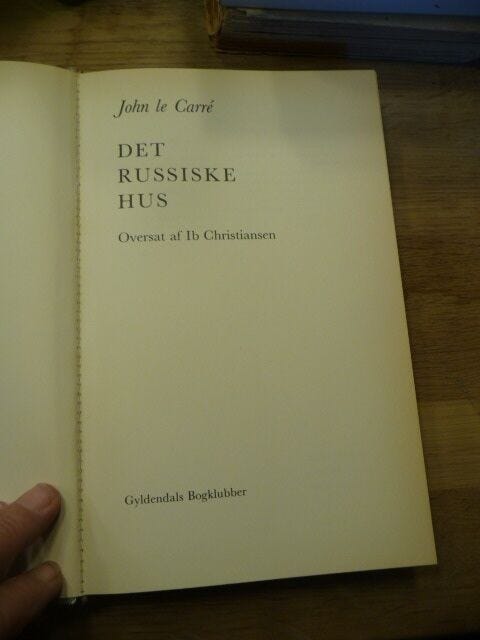 John le Carré
DET
RUSSISKE
HUS
Oversat af Ib Christiansen
Gyldendals Bogklubber